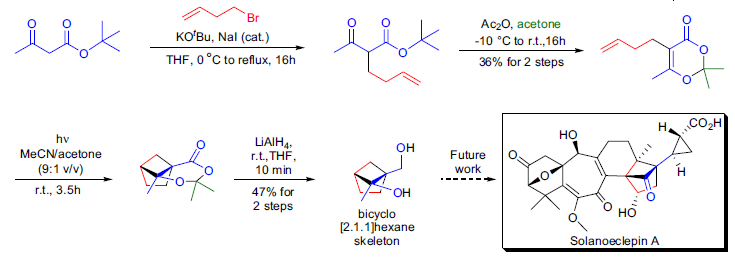 O
O
O
Br
KOᵗBu, NaI (cat.)
THF, 0 °C to reflux, 16h
O
O
O
Ac₂O, acetone
-10 °C to r.t.,16h
36% for 2 steps
O
O
O
hν
MeCN/acetone
(9:1 v/v)
r.t., 3.5h
O
O
O
LiAlH₄,
r.t.,THF,
10 min
47% for
2 steps
OH
OH
bicyclo
[2.1.1]hexane
skeleton
Future
work
HO
H
CO₂H
O
O
H
O
O
HO
O
Solanoeclepin A